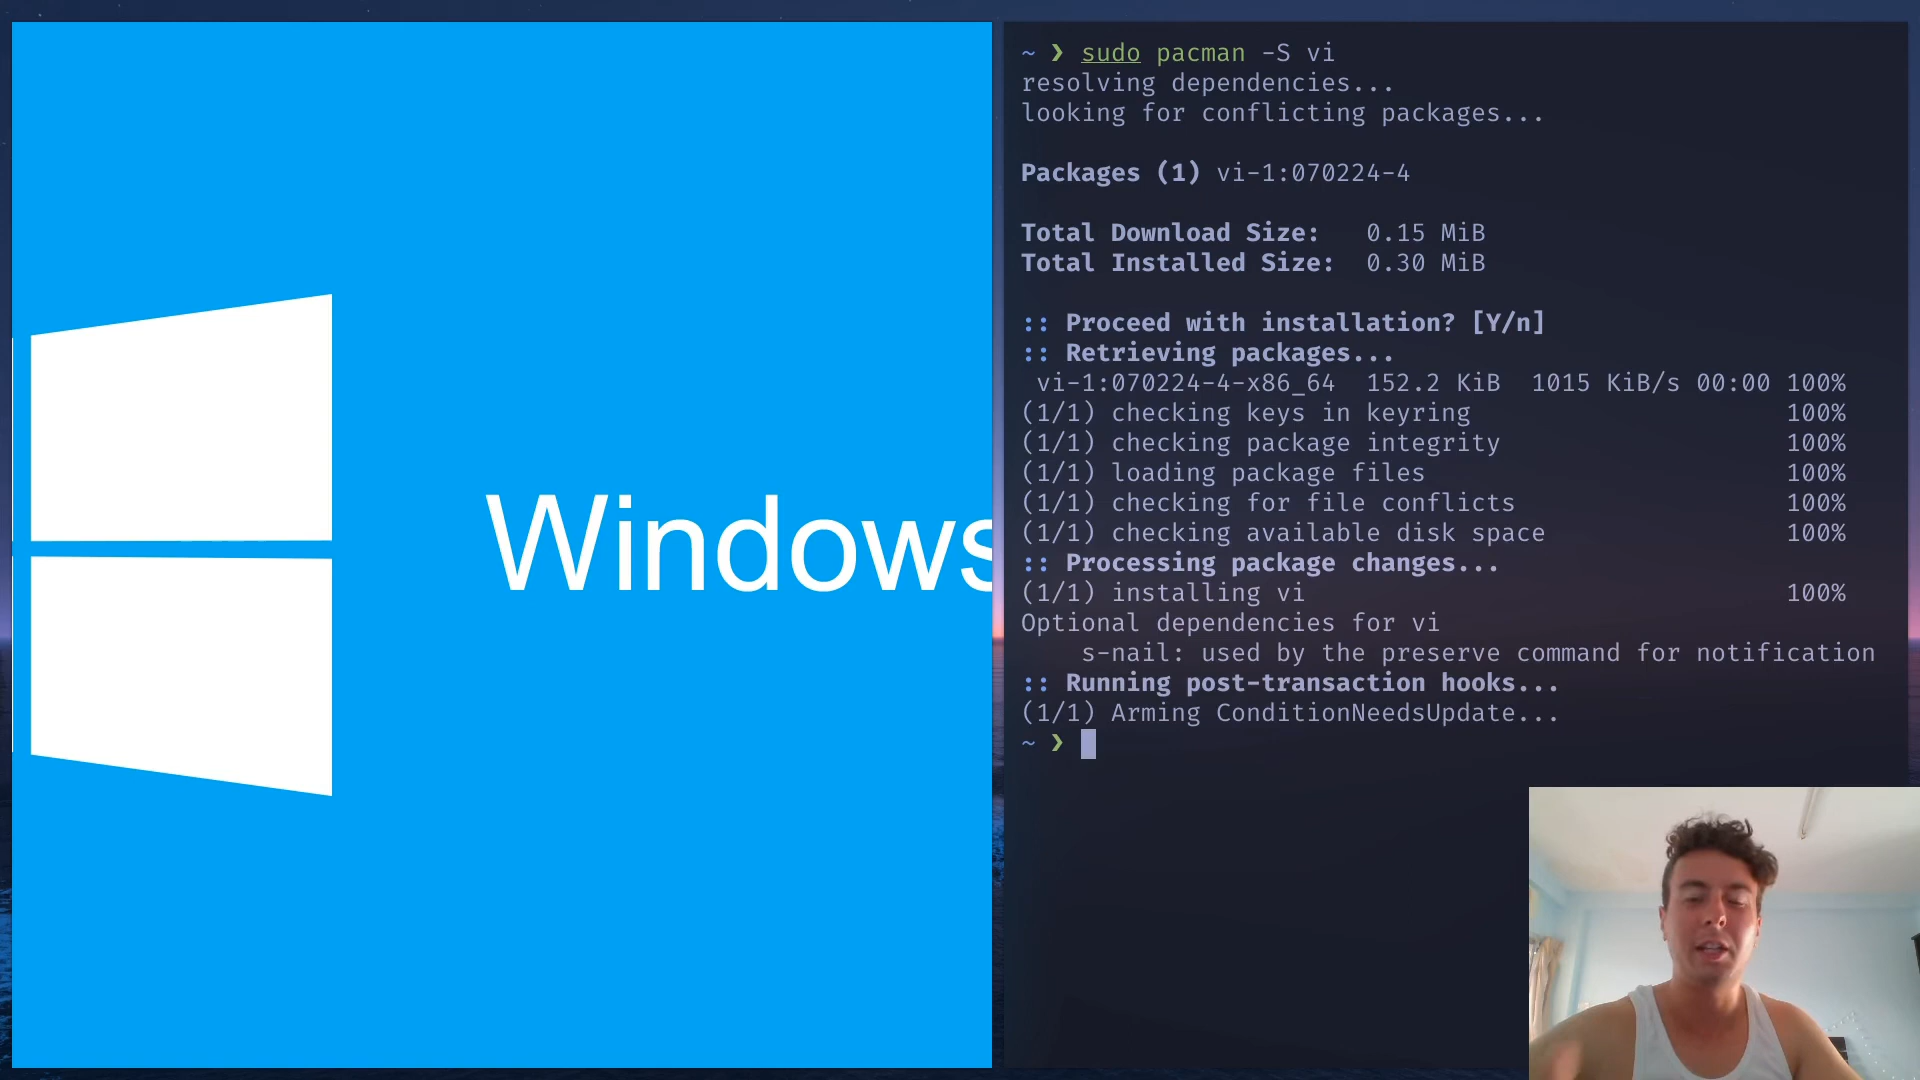 Windows
~ ❯ sudo pacman -S vi
resolving dependencies...
looking for conflicting packages...
Packages (1) vi-1:070224-4
Total Download Size:   0.15 MiB
Total Installed Size:  0.30 MiB
:: Proceed with installation? [Y/n]
:: Retrieving packages...
vi-1:070224-4-x86_64  152.2 KiB  1015 KiB/s 00:00 100%
(1/1) checking keys in keyring 100%
(1/1) checking package integrity 100%
(1/1) loading package files 100%
(1/1) checking for file conflicts 100%
(1/1) checking available disk space 100%
:: Processing package changes...
(1/1) installing vi 100%
Optional dependencies for vi
s-nail: used by the preserve command for notification
:: Running post-transaction hooks...
(1/1) Arming ConditionNeedsUpdate...
~ ❯